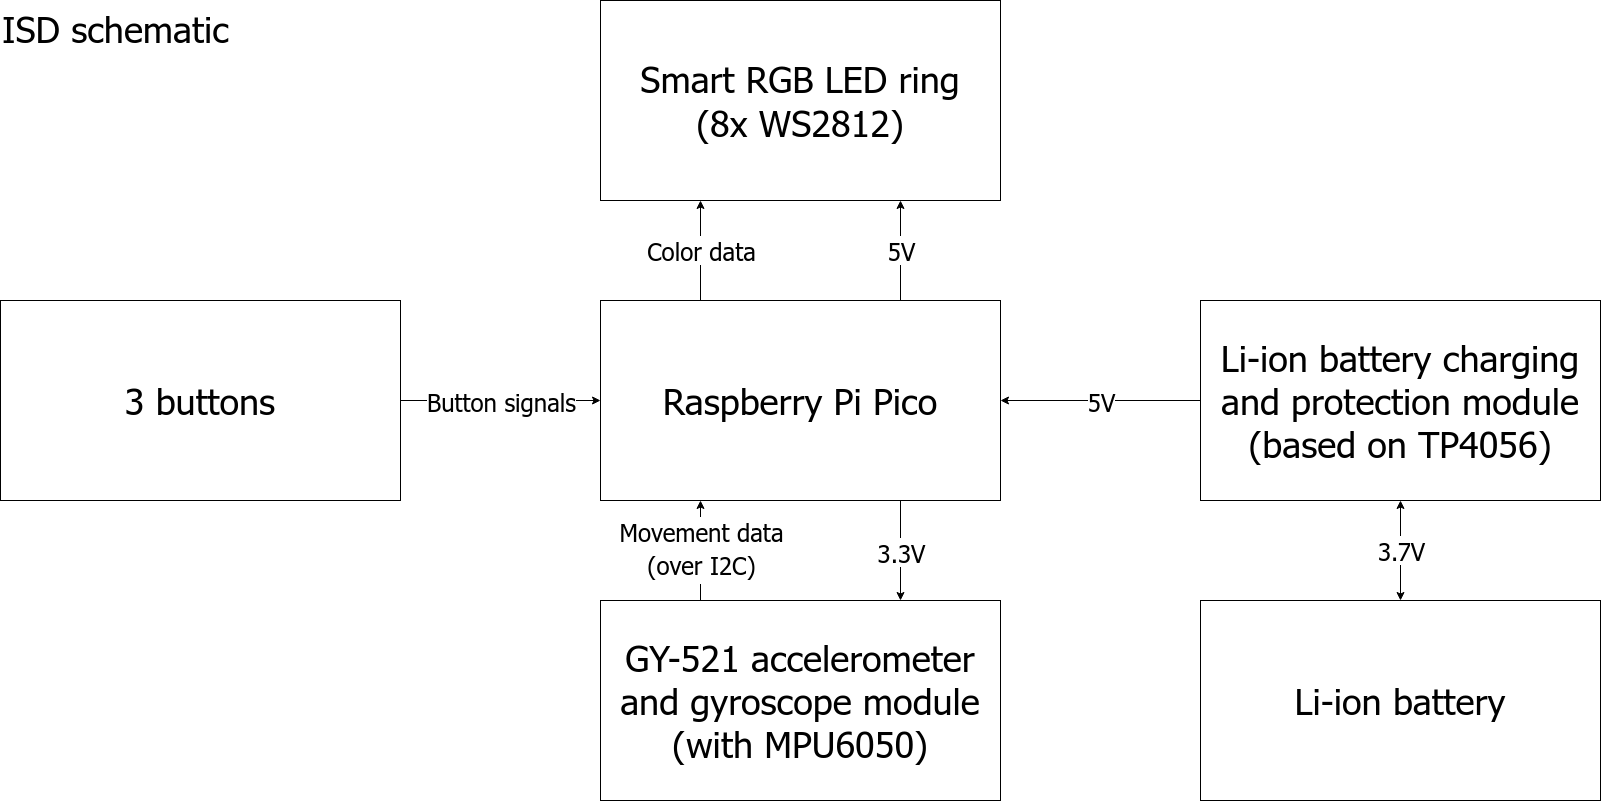 ISD schematic
Smart RGB LED ring
(8x WS2812)
Color data
5V
3 buttons
Button signals
Raspberry Pi Pico
5V
Li-ion battery charging
and protection module
(based on TP4056)
Movement data
(over I2C)
3.3V
3.7V
GY-521 accelerometer
and gyroscope module
(with MPU6050)
Li-ion battery